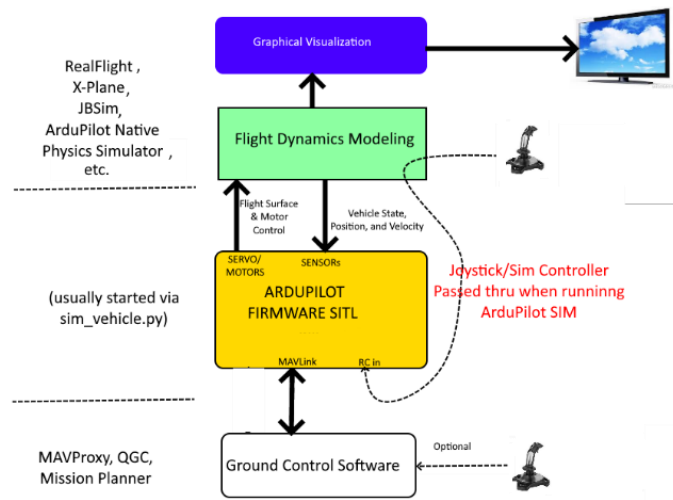 Graphical Visualization
RealFlight ,
X-Plane ,
JBSim,
ArduPilot Native
Physics Simulator ,
etc.
Flight Dynamics Modeling
Flight Surface
& Motor
Control
Vehicle State,
Position, and Velocity
SERVO/
MOTORS
SENSORs
ARDUPILOT
FIRMWARE SITL
MAVLink
RC in
(usually started via
sim_vehicle.py)
Joystick/Sim Controller
Passed thru when runinng
ArduPilot SIM
MAVProxy, QGC,
Mission Planner
Ground Control Software
Optional